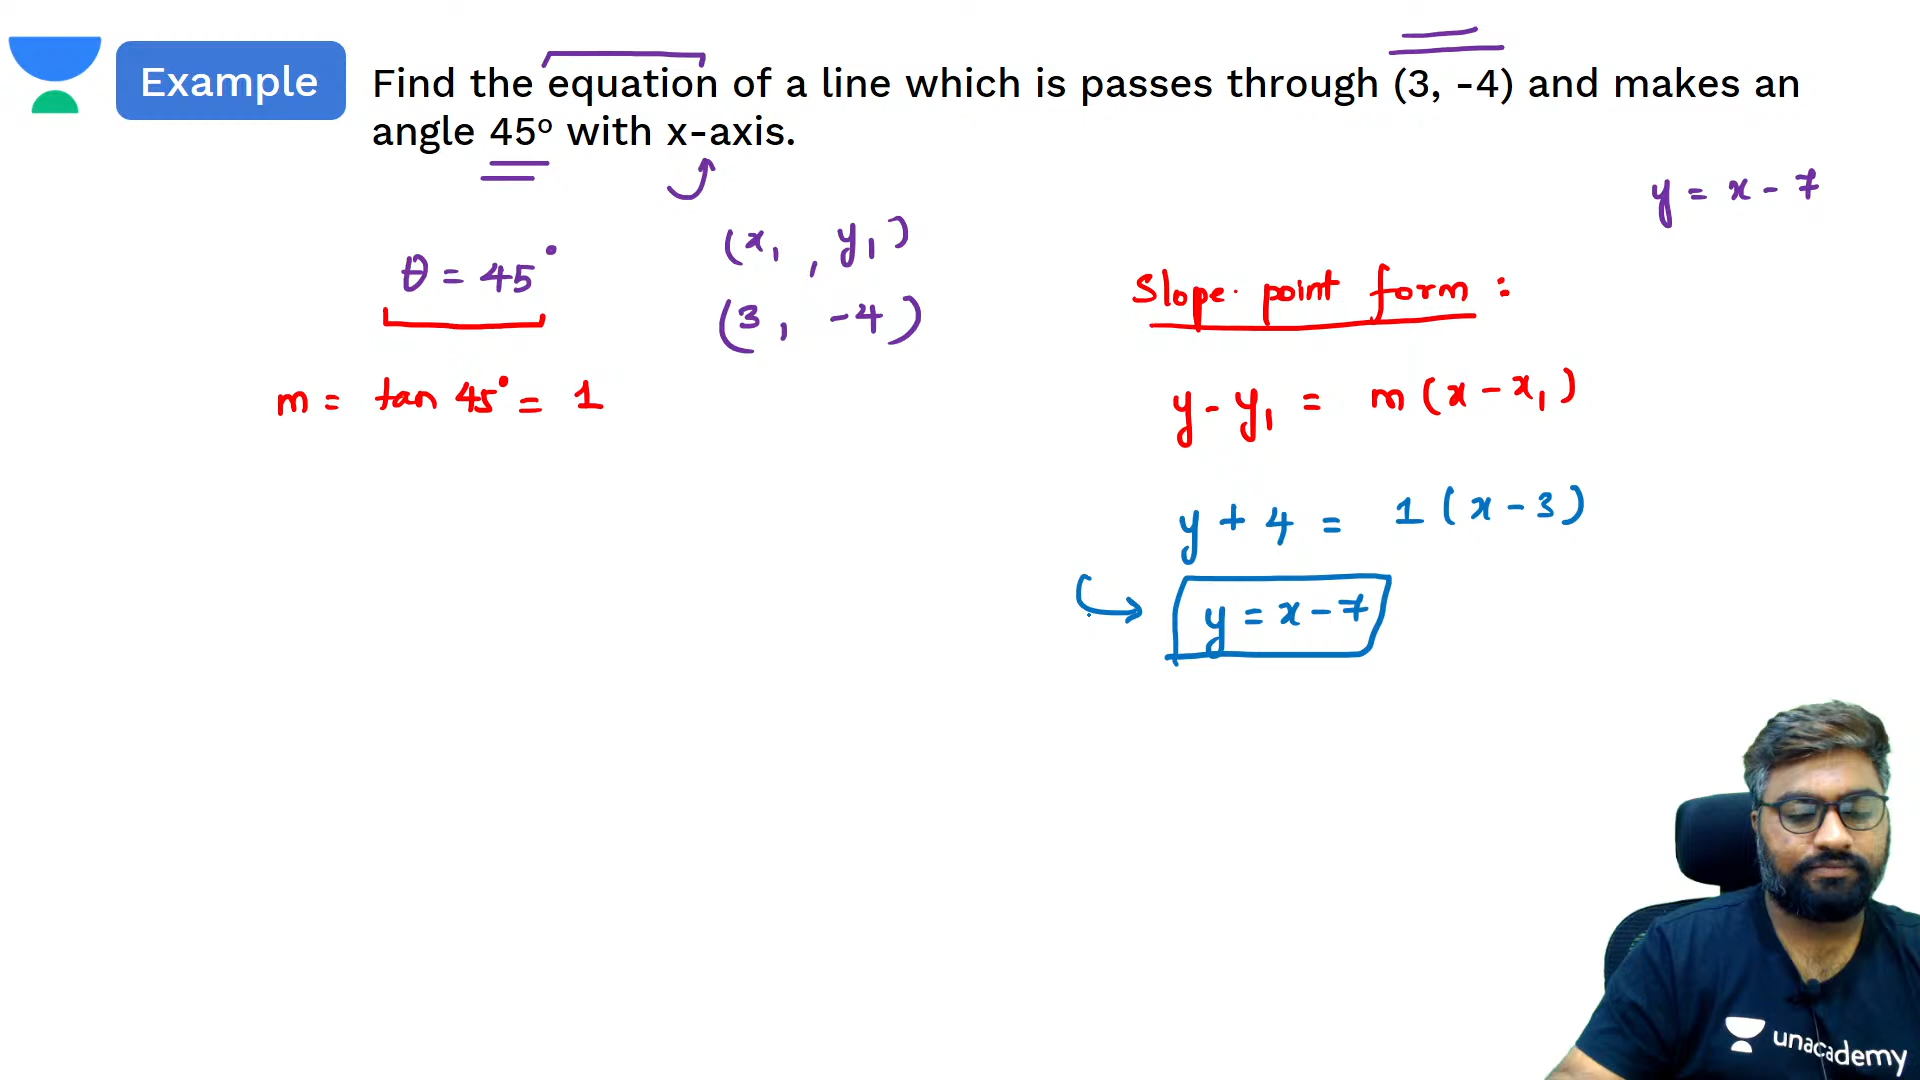 Example
Find the equation of a line which is passes through (3, -4) and makes an
angle 45º with x-axis.
y = x - 7
θ = 45°
(x₁ , y₁)
(3, -4)
m = tan 45° = 1
Slope point form :
y - y₁ = m (x - x₁)
y + 4 = 1 (x - 3)
y = x - 7
unacademy